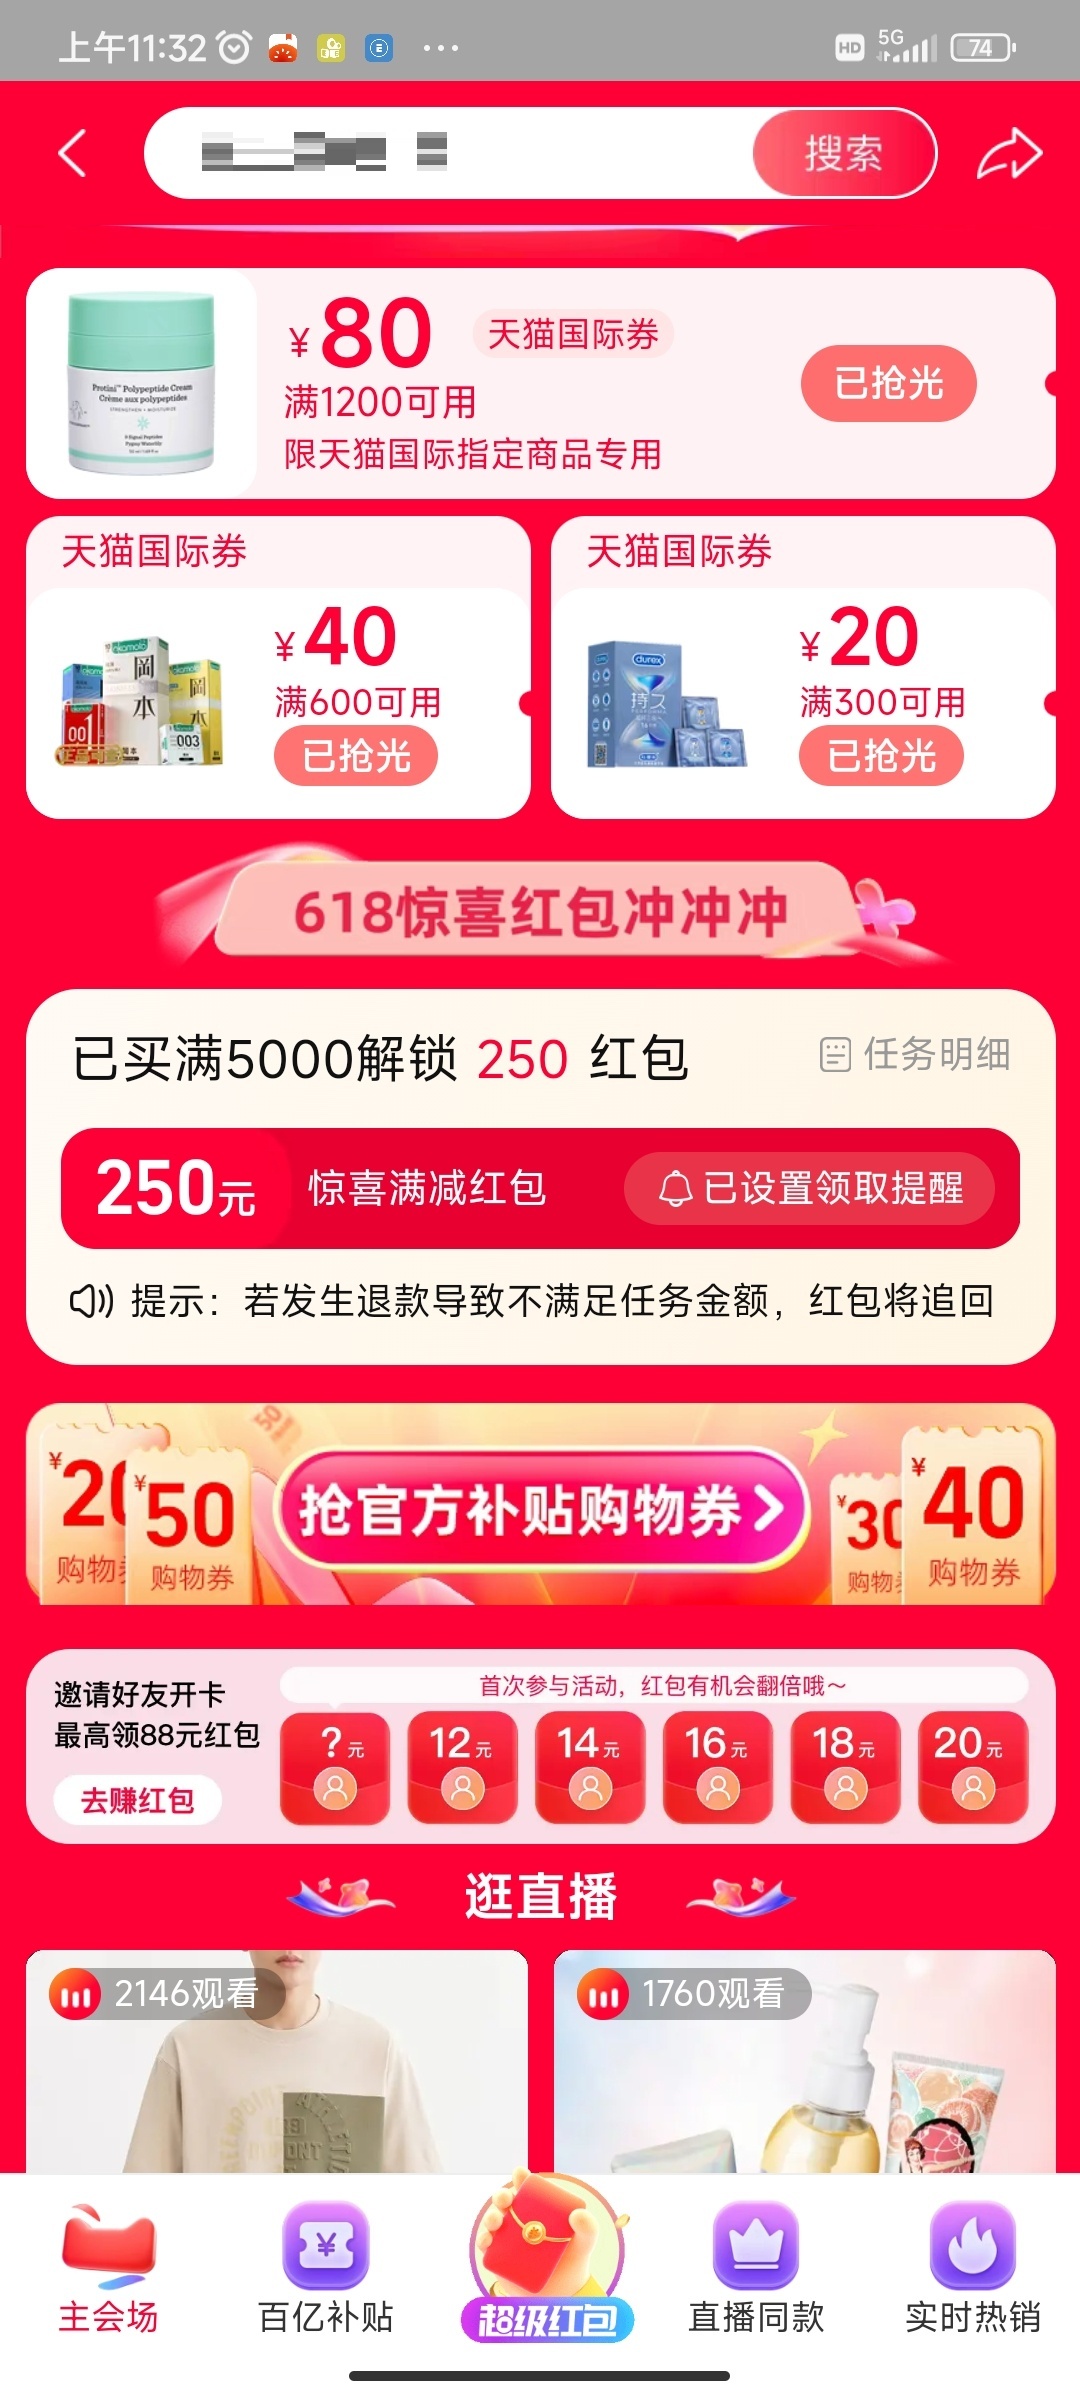 上午11:32
HD 5G 74
搜索
Protini™ Polypeptide Cream
Crème aux polypeptides
¥80 天猫国际券
满1200可用
限天猫国际指定商品专用
已抢光
天猫国际券
¥40
满600可用
已抢光
岡本
001
003
天猫国际券
¥20
满300可用
已抢光
durex
持久
618惊喜红包冲冲冲
已买满5000解锁 250 红包
任务明细
250元 惊喜满减红包 已设置领取提醒
提示：若发生退款导致不满足任务金额，红包将追回
¥20 购物券
¥50 购物券
抢官方补贴购物券
¥30 购物券
¥40 购物券
邀请好友开卡
最高领88元红包
去赚红包
首次参与活动，红包有机会翻倍哦～
?元 12元 14元 16元 18元 20元
逛直播
2146观看
1760观看
主会场 百亿补贴 超级红包 直播同款 实时热销